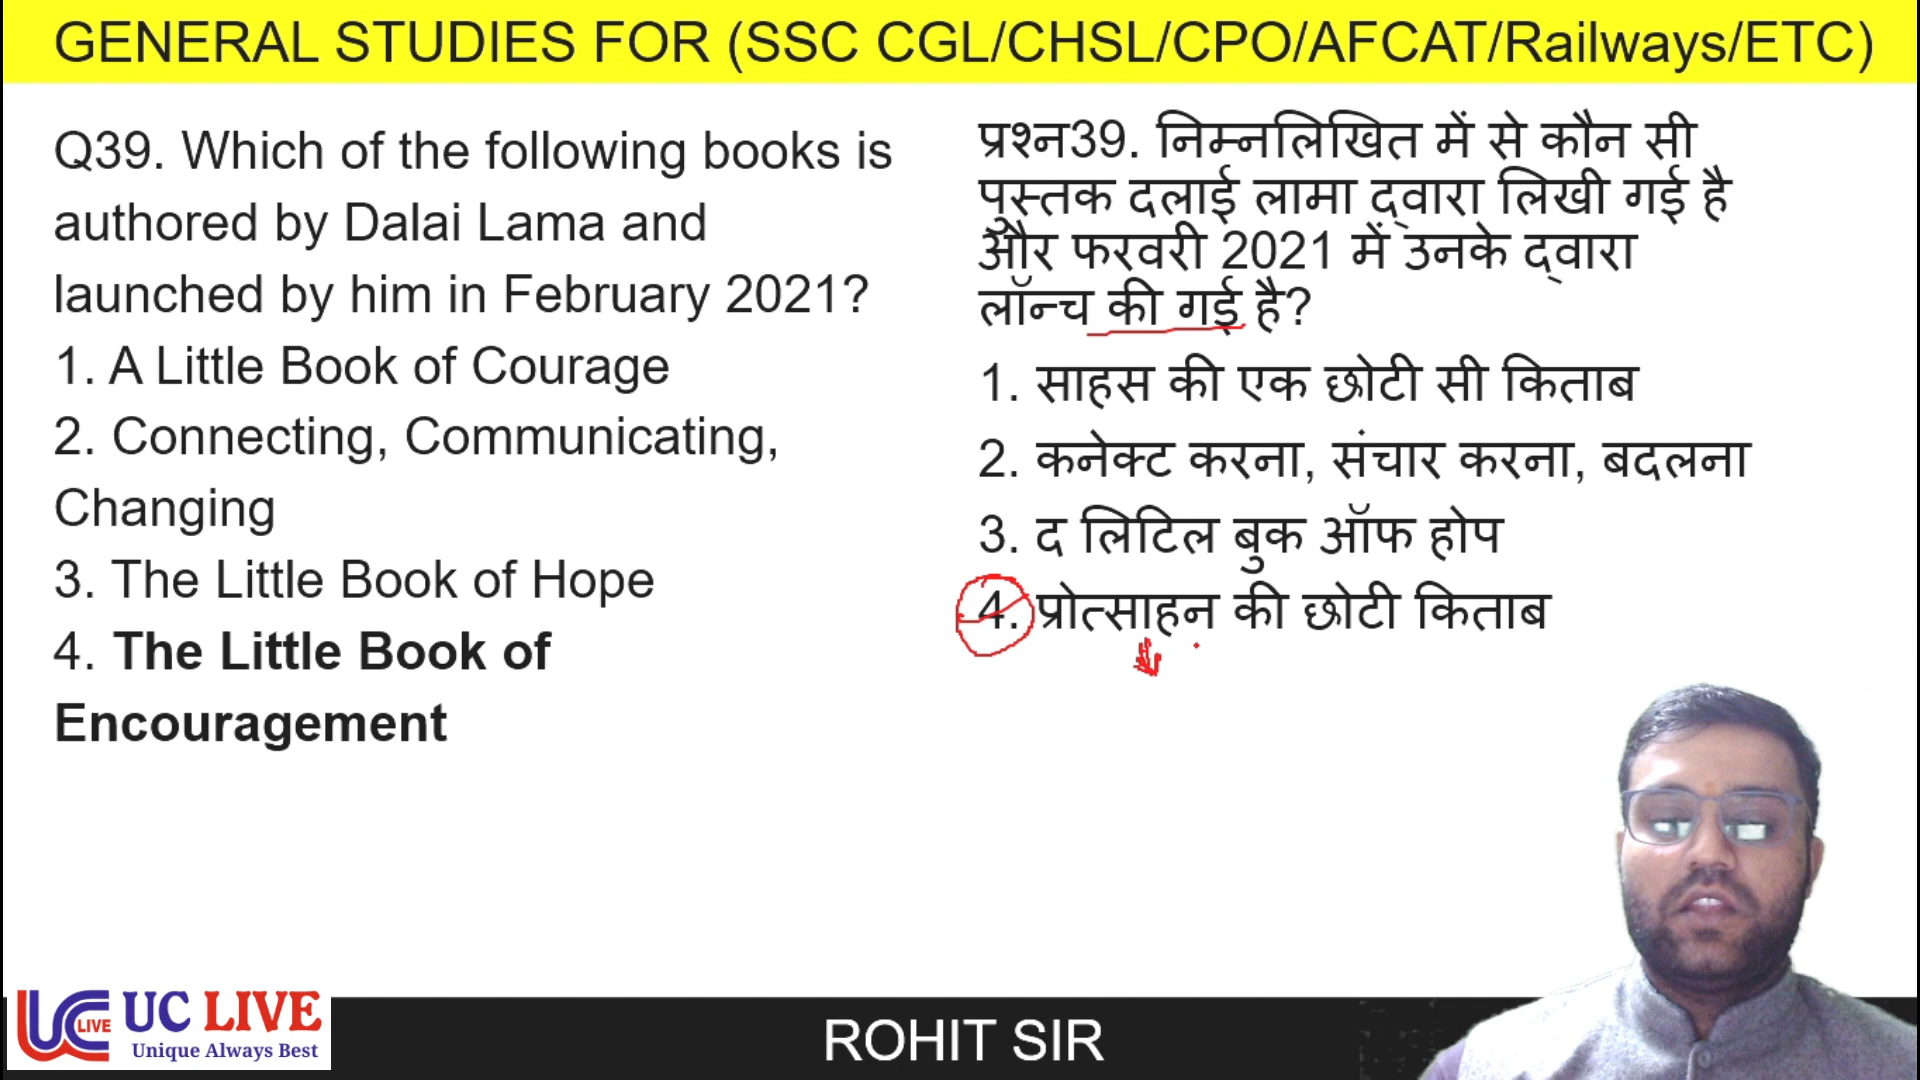 GENERAL STUDIES FOR (SSC CGL/CHSL/CPO/AFCAT/Railways/ETC)
Q39. Which of the following books is
authored by Dalai Lama and
launched by him in February 2021?
1. A Little Book of Courage
2. Connecting, Communicating,
Changing
3. The Little Book of Hope
4. The Little Book of
Encouragement
प्रश्न39. निम्नलिखित में से कौन सी
पुस्तक दलाई लामा द्वारा लिखी गई है
और फरवरी 2021 में उनके द्वारा
लॉन्च की गई है?
1. साहस की एक छोटी सी किताब
2. कनेक्ट करना, संचार करना, बदलना
3. द लिटिल बुक ऑफ होप
4. प्रोत्साहन की छोटी किताब
LIVE UC LIVE
Unique Always Best
ROHIT SIR